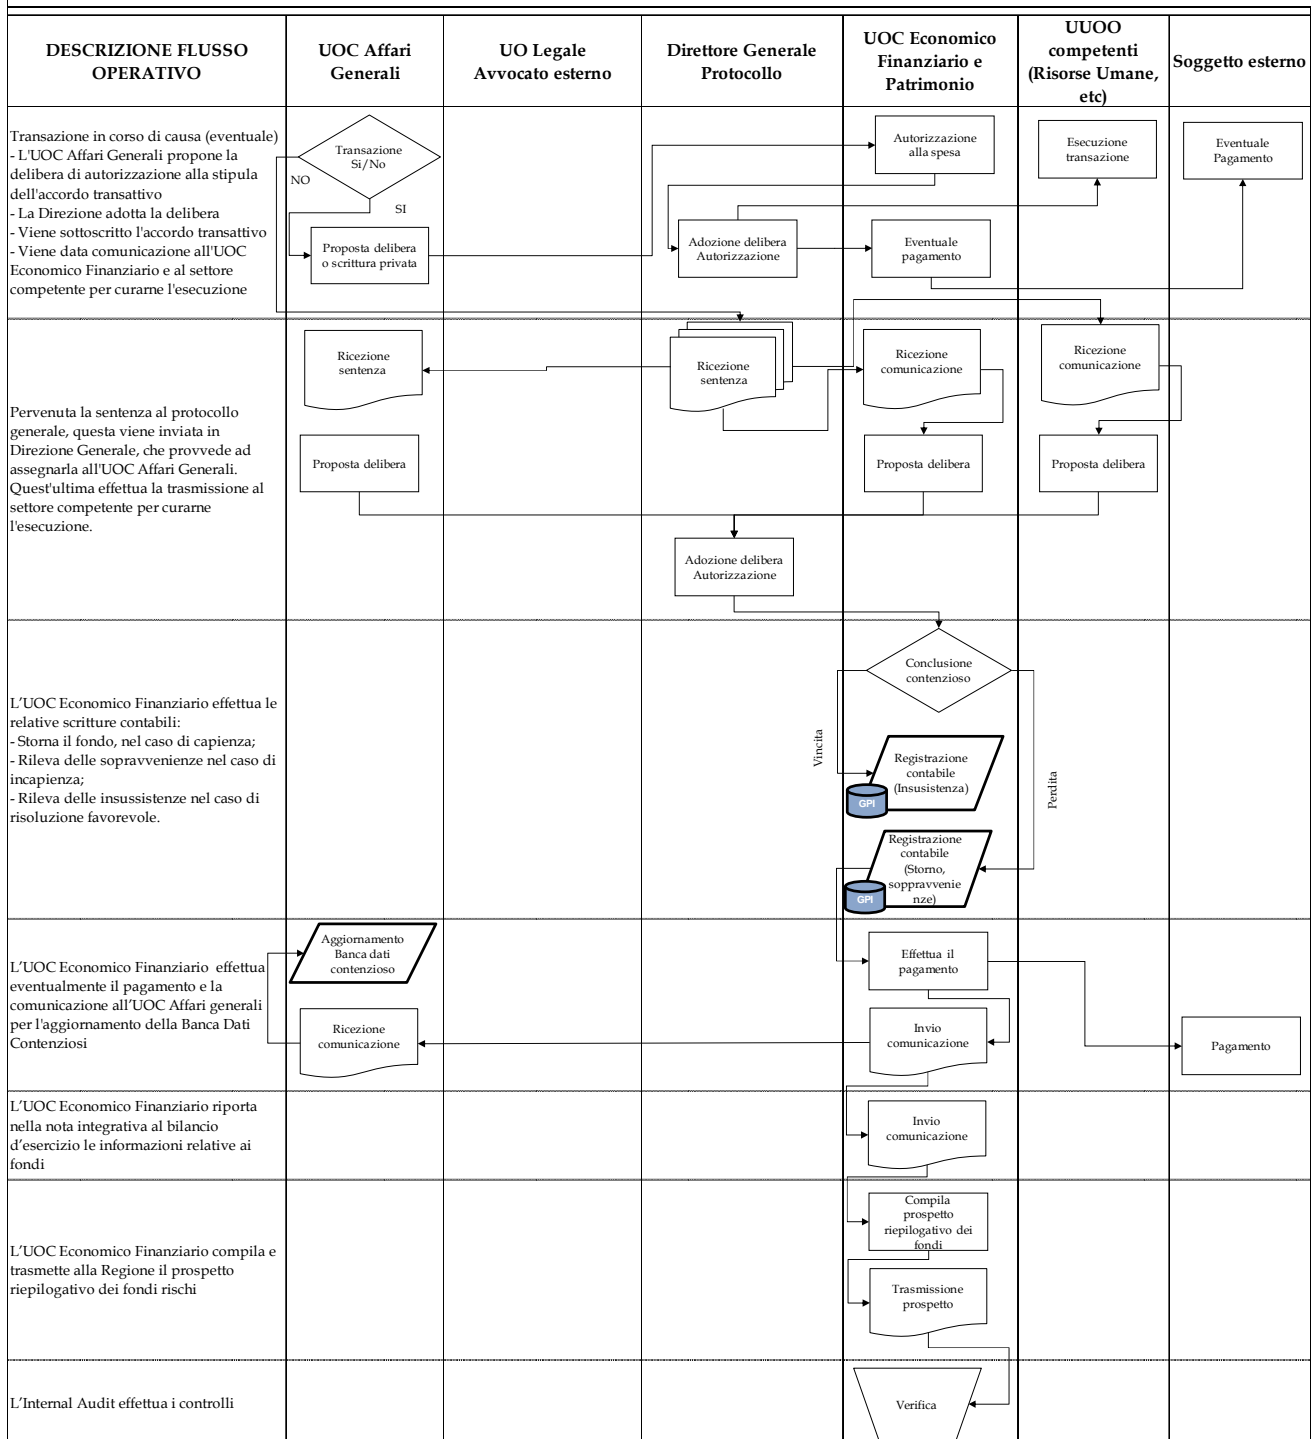 DESCRIZIONE FLUSSO
OPERATIVO
UOC Affari
Generali
UO Legale
Avvocato esterno
Direttore Generale
Protocollo
UOC Economico
Finanziario e
Patrimonio
UUOO
competenti
(Risorse Umane,
etc)
Soggetto esterno
Transazione in corso di causa (eventuale)
- L'UOC Affari Generali propone la
delibera di autorizzazione alla stipula
dell'accordo transattivo
- La Direzione adotta la delibera
- Viene sottoscritto l'accordo transattivo
- Viene data comunicazione all'UOC
Economico Finanziario e al settore
competente per curarne l'esecuzione
Transazione
Si/No
NO
SI
Proposta delibera
o scrittura privata
Adozione delibera
Autorizzazione
Autorizzazione
alla spesa
Eventuale
pagamento
Esecuzione
transazione
Eventuale
Pagamento
Pervenuta la sentenza al protocollo
generale, questa viene inviata in
Direzione Generale, che provvede ad
assegnarla all'UOC Affari Generali.
Quest'ultima effettua la trasmissione al
settore competente per curarne
l'esecuzione.
Ricezione
sentenza
Proposta delibera
Ricezione
sentenza
Adozione delibera
Autorizzazione
Ricezione
comunicazione
Proposta delibera
Ricezione
comunicazione
Proposta delibera
L'UOC Economico Finanziario effettua le
relative scritture contabili:
- Storna il fondo, nel caso di capienza;
- Rileva delle sopravvenienze nel caso di
incapienza;
- Rileva delle insussistenze nel caso di
risoluzione favorevole.
Conclusione
contenzioso
Vincita
Perdita
Registrazione
contabile
(Insusistenza)
GPI
Registrazione
contabile
(Storno,
soppravvenie
nze)
GPI
L'UOC Economico Finanziario effettua
eventualmente il pagamento e la
comunicazione all'UOC Affari generali
per l'aggiornamento della Banca Dati
Contenziosi
Aggiornamento
Banca dati
contenzioso
Ricezione
comunicazione
Effettua il
pagamento
Invio
comunicazione
Pagamento
L'UOC Economico Finanziario riporta
nella nota integrativa al bilancio
d'esercizio le informazioni relative ai
fondi
Invio
comunicazione
L'UOC Economico Finanziario compila e
trasmette alla Regione il prospetto
riepilogativo dei fondi rischi
Compila
prospetto
riepilogativo dei
fondi
Trasmissione
prospetto
L'Internal Audit effettua i controlli
Verifica